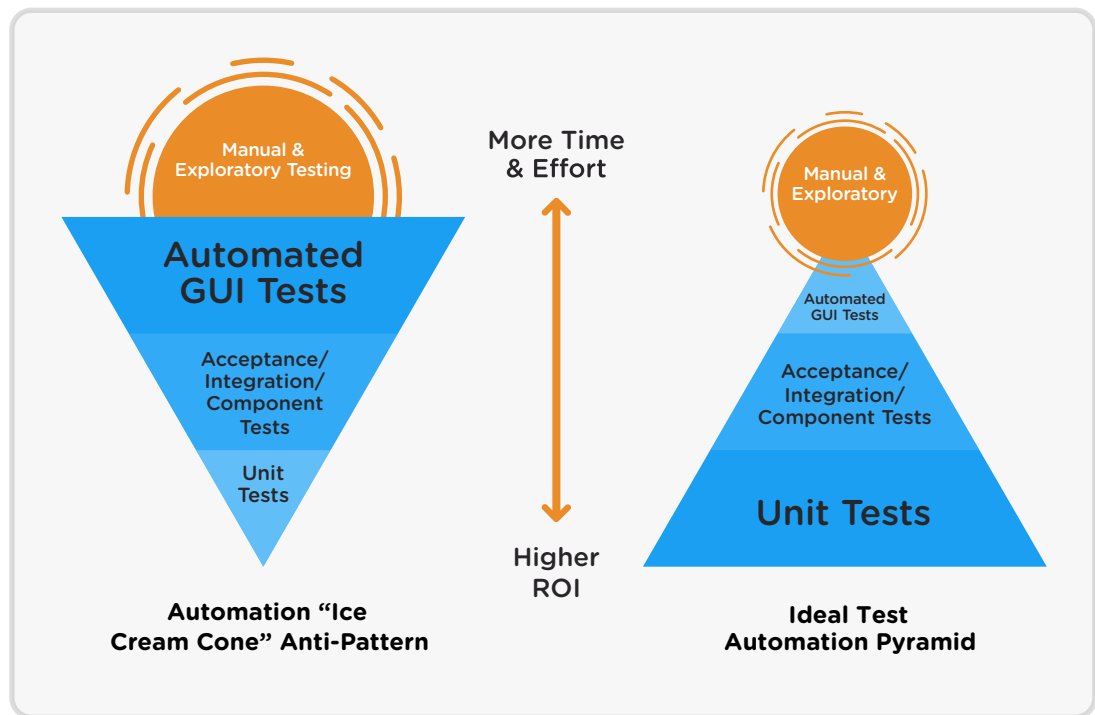 Manual &
Exploratory Testing
Automated
GUI Tests
Acceptance/
Integration/
Component
Tests
Unit
Tests
Automation “Ice
Cream Cone” Anti-Pattern
More Time
& Effort
Higher
ROI
Manual &
Exploratory
Automated
GUI Tests
Acceptance/
Integration/
Component Tests
Unit Tests
Ideal Test
Automation Pyramid